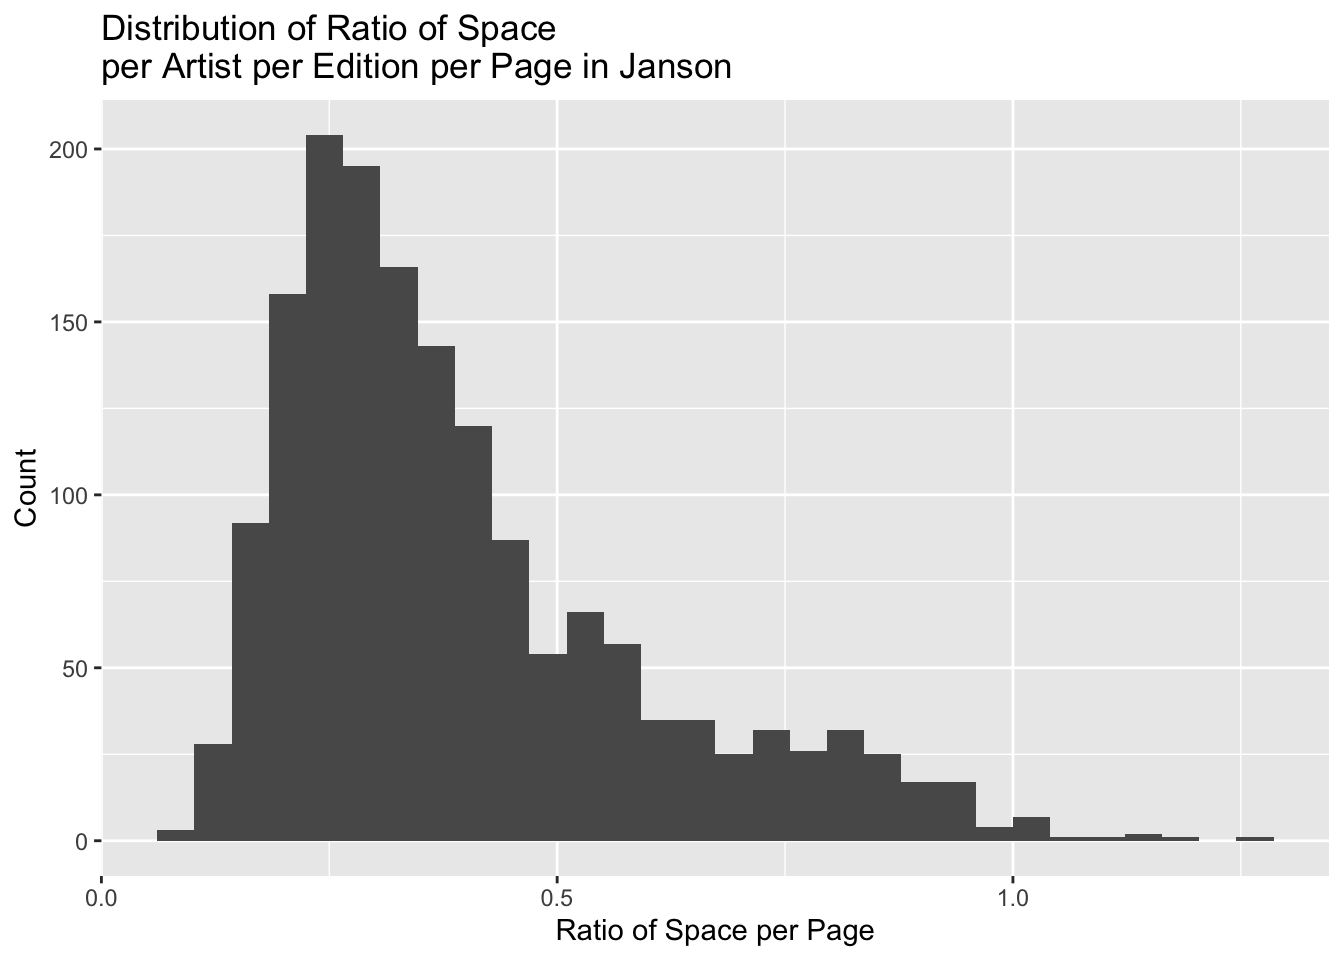 Distribution of Ratio of Space
per Artist per Edition per Page in Janson
200
150
100
50
0
Count
0.0 0.5 1.0
Ratio of Space per Page